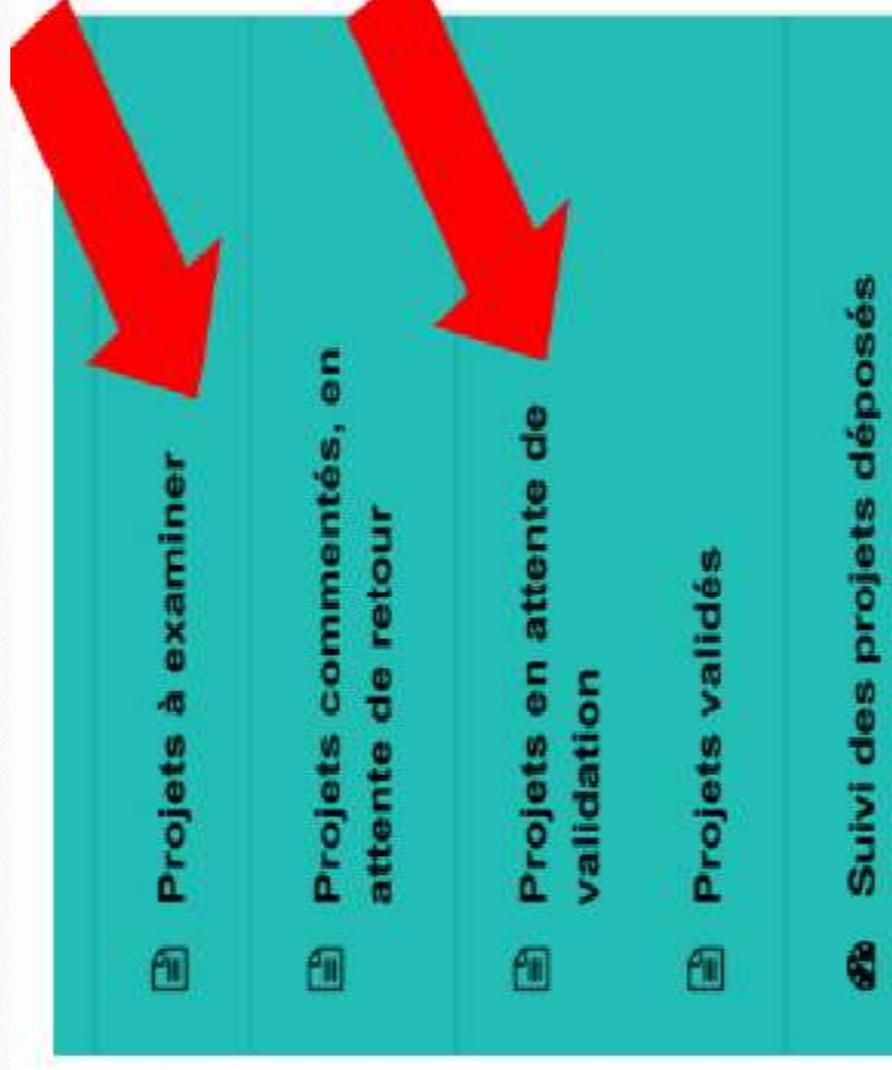 Projets à examiner
Projets commentés, en
attente de retour
Projets en attente de
validation
Projets validés
Suivi des projets déposés